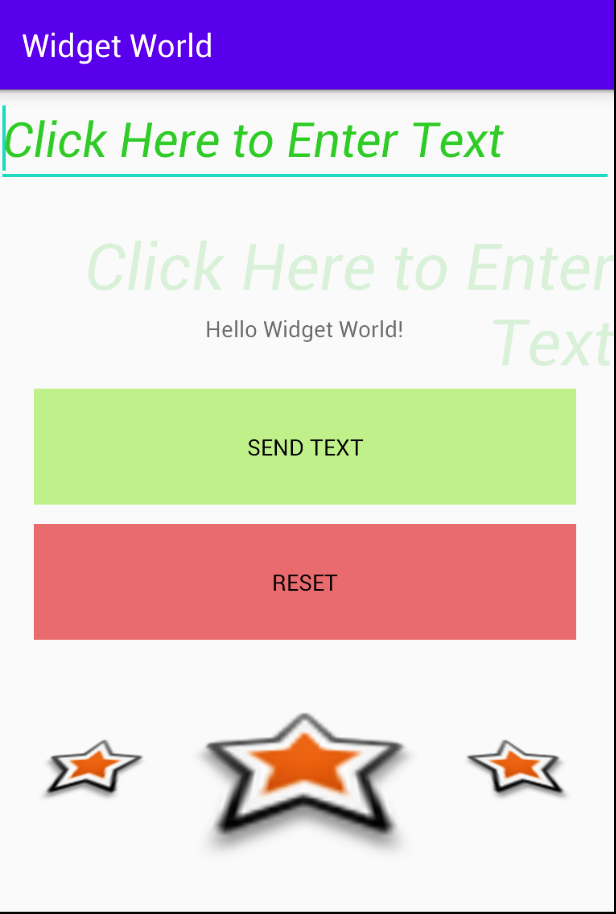 Widget World
Click Here to Enter Text
Click Here to Enter
Text
Hello Widget World!
SEND TEXT
RESET